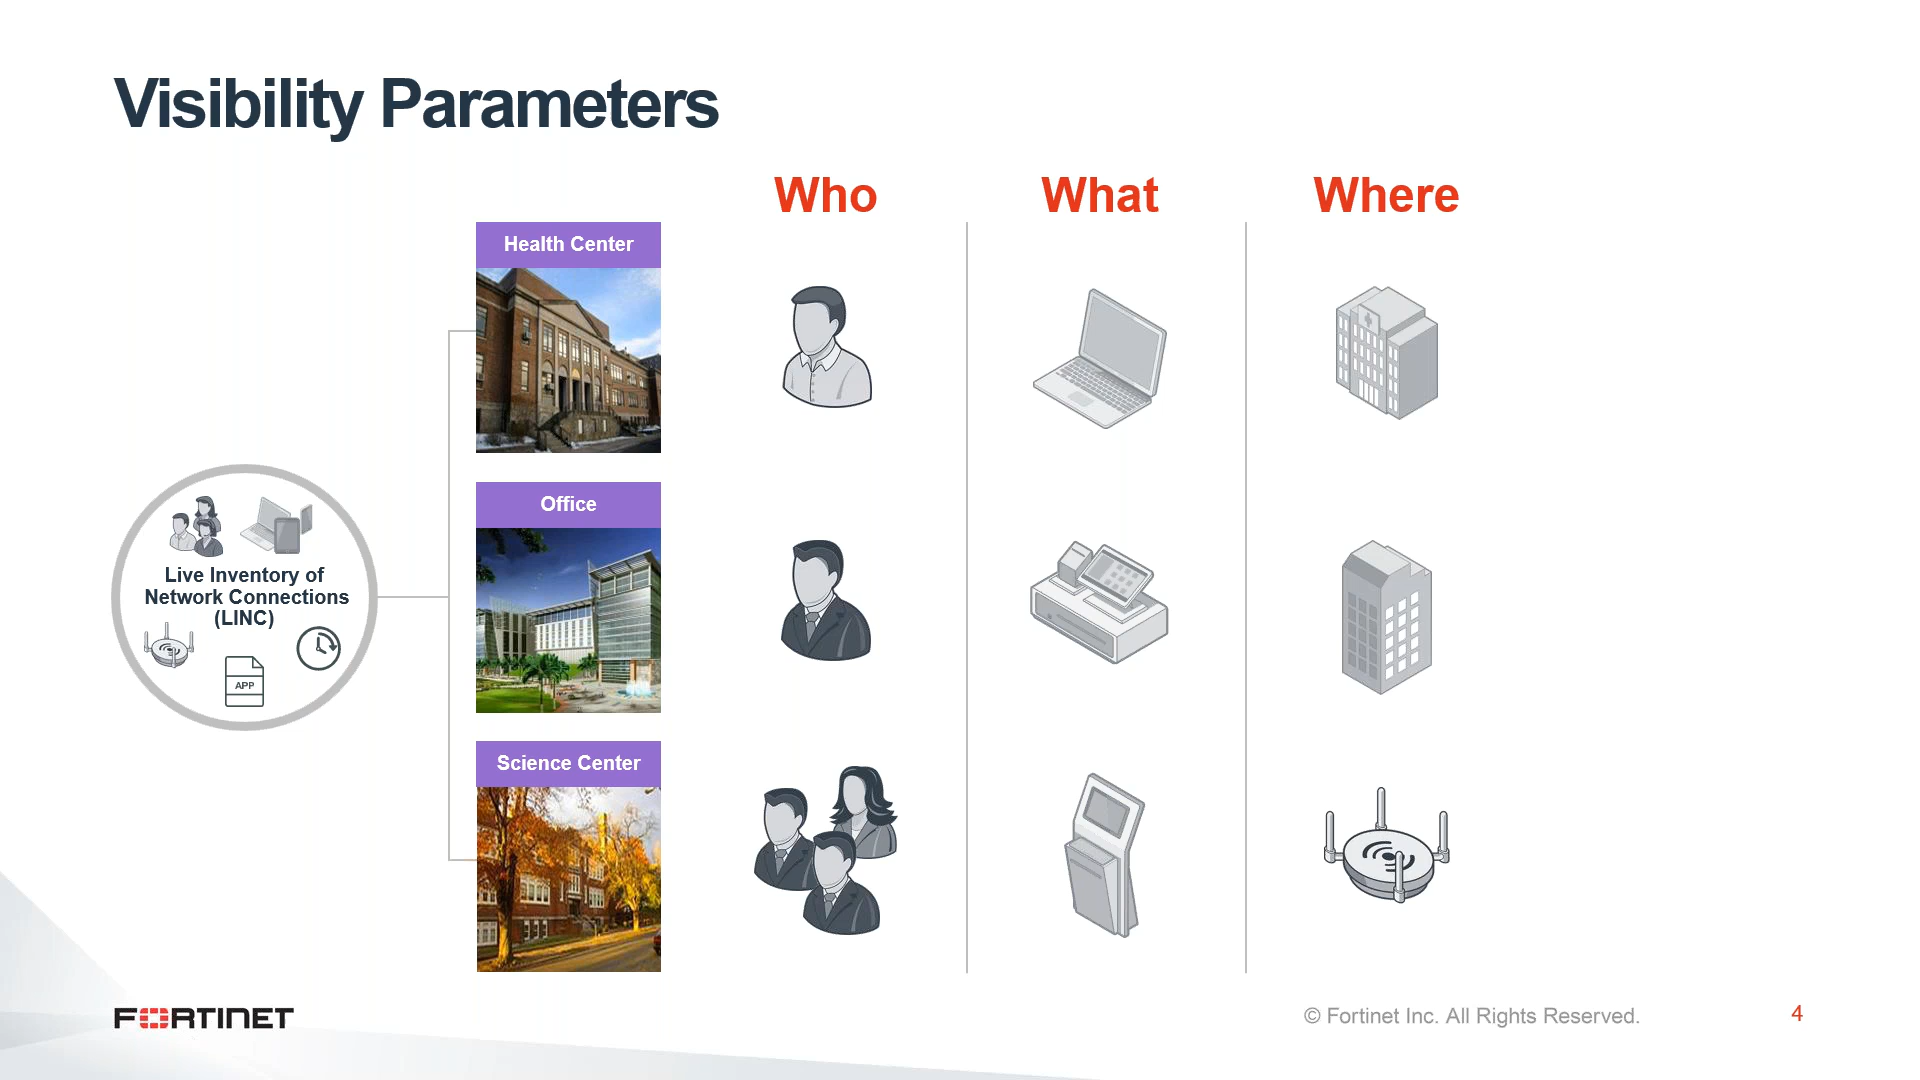 Visibility Parameters
Who
What
Where
Health Center
Office
Science Center
Live Inventory of
Network Connections
(LINC)
APP
FORTINET
© Fortinet Inc. All Rights Reserved.
4